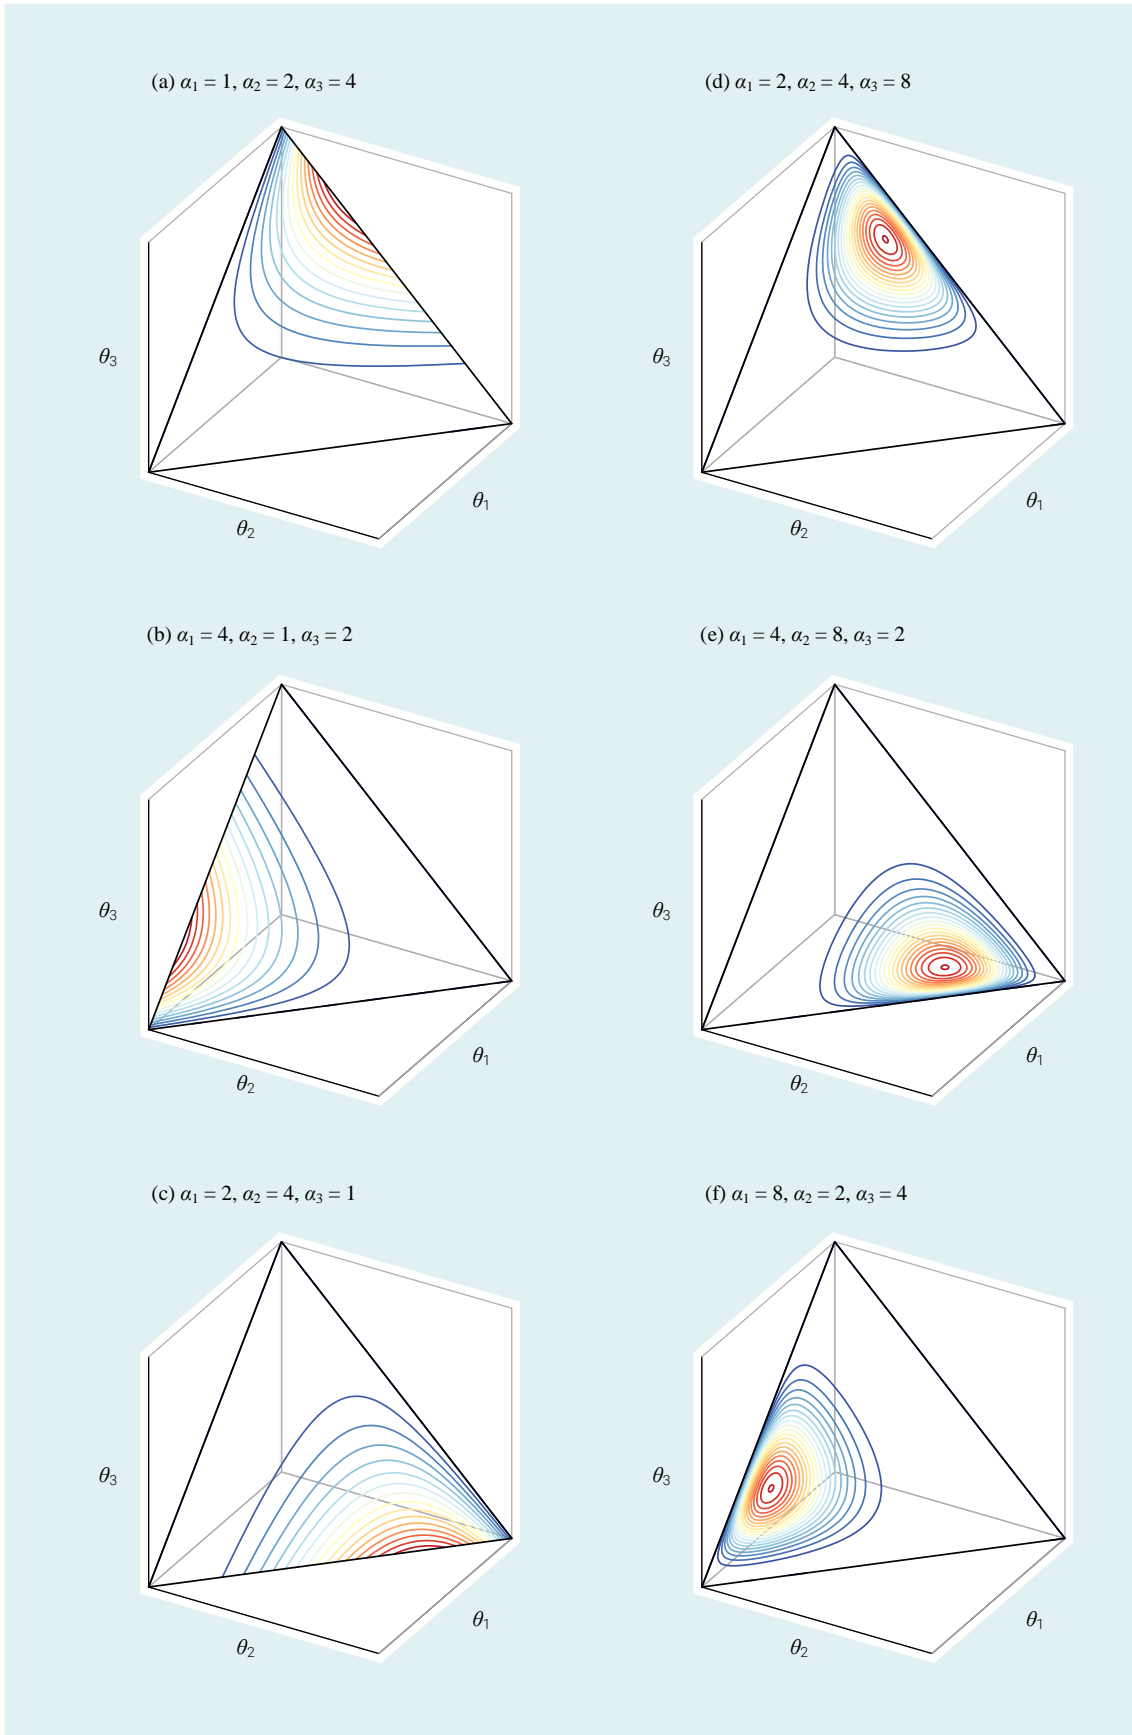 (a) α₁ = 1, α₂ = 2, α₃ = 4
θ₃
θ₂
θ₁
(d) α₁ = 2, α₂ = 4, α₃ = 8
θ₃
θ₂
θ₁
(b) α₁ = 4, α₂ = 1, α₃ = 2
θ₃
θ₂
θ₁
(e) α₁ = 4, α₂ = 8, α₃ = 2
θ₃
θ₂
θ₁
(c) α₁ = 2, α₂ = 4, α₃ = 1
θ₃
θ₂
θ₁
(f) α₁ = 8, α₂ = 2, α₃ = 4
θ₃
θ₂
θ₁